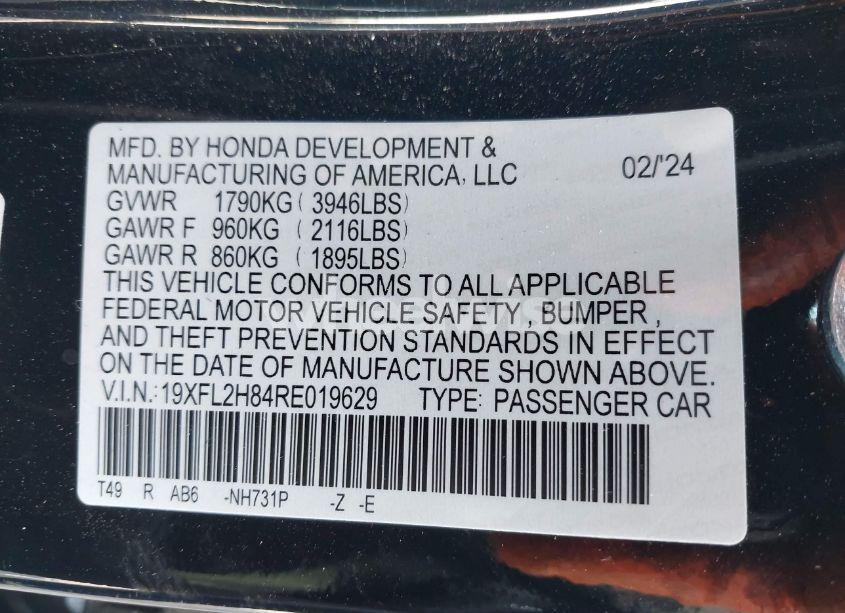 MFD. BY HONDA DEVELOPMENT &
MANUFACTURING OF AMERICA, LLC 02/'24
GVWR 1790KG ( 3946LBS)
GAWR F 960KG ( 2116LBS)
GAWR R 860KG ( 1895LBS)
THIS VEHICLE CONFORMS TO ALL APPLICABLE
FEDERAL MOTOR VEHICLE SAFETY , BUMPER ,
AND THEFT PREVENTION STANDARDS IN EFFECT
ON THE DATE OF MANUFACTURE SHOWN ABOVE.
V.I.N.: 19XFL2H84RE019629 TYPE: PASSENGER CAR
T49 R AB6 -NH731P -Z -E